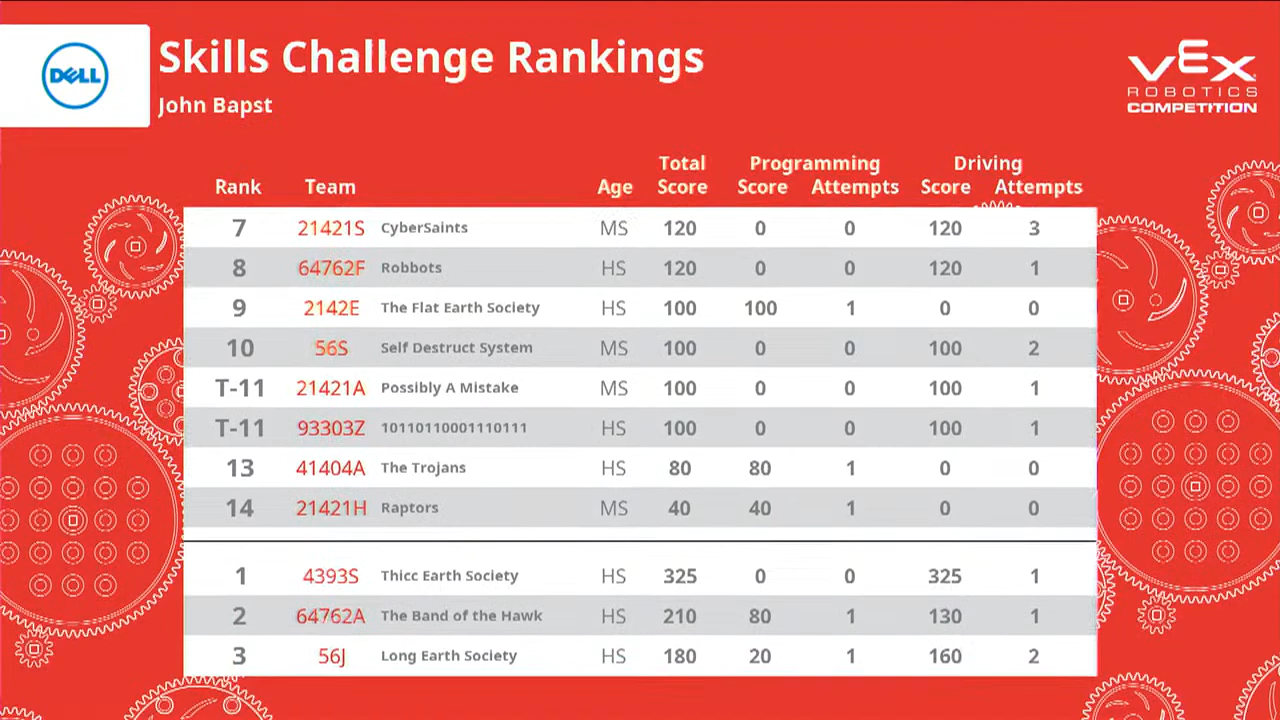 DELL
Skills Challenge Rankings
John Bapst
VEX
ROBOTICS
COMPETITION
Total Programming Driving
Rank Team Age Score Score Attempts Score Attempts
7 21421S CyberSaints MS 120 0 0 120 3
8 64762F Robbots HS 120 0 0 120 1
9 2142E The Flat Earth Society HS 100 100 1 0 0
10 56S Self Destruct System MS 100 0 0 100 2
T-11 21421A Possibly A Mistake MS 100 0 0 100 1
T-11 93303Z 10110110001110111 HS 100 0 0 100 1
13 41404A The Trojans HS 80 80 1 0 0
14 21421H Raptors MS 40 40 1 0 0
1 4393S Thicc Earth Society HS 325 0 0 325 1
2 64762A The Band of the Hawk HS 210 80 1 130 1
3 56J Long Earth Society HS 180 20 1 160 2